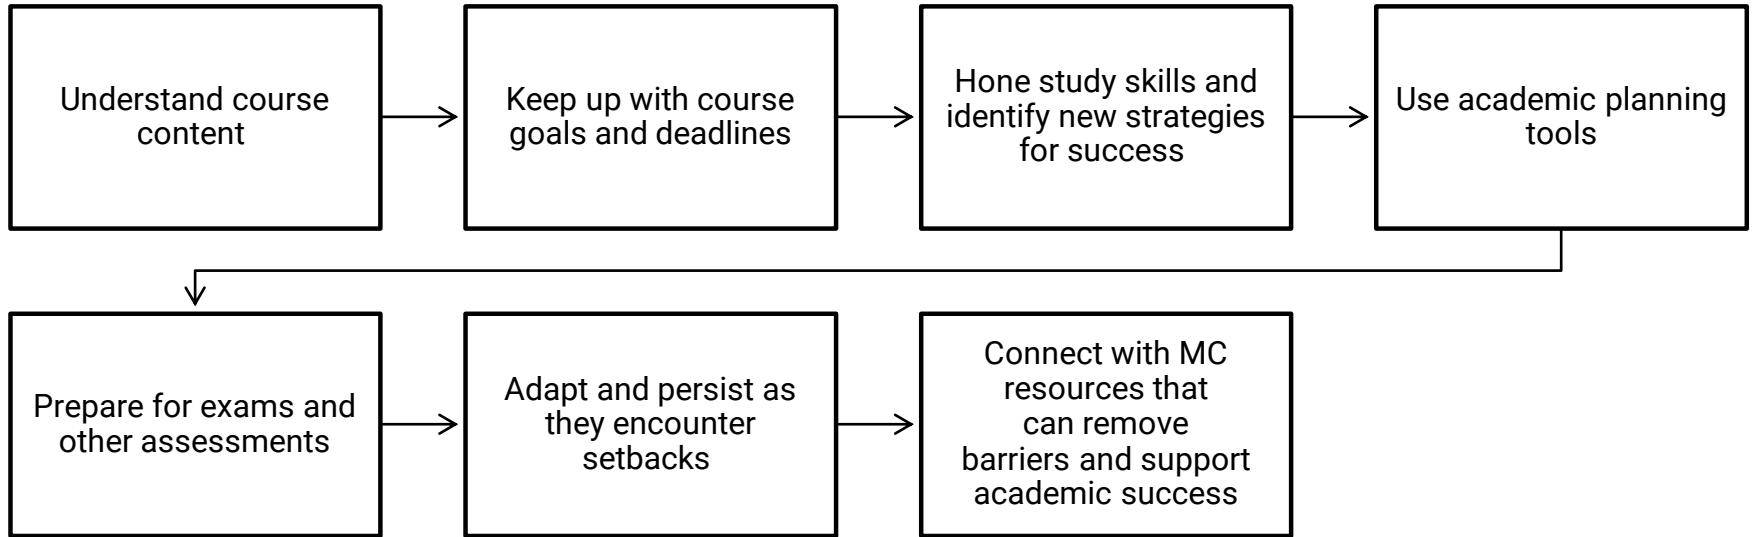 Understand course
content
Keep up with course
goals and deadlines
Hone study skills and
identify new strategies
for success
Use academic planning
tools
Prepare for exams and
other assessments
Adapt and persist as
they encounter
setbacks
Connect with MC
resources that
can remove
barriers and support
academic success